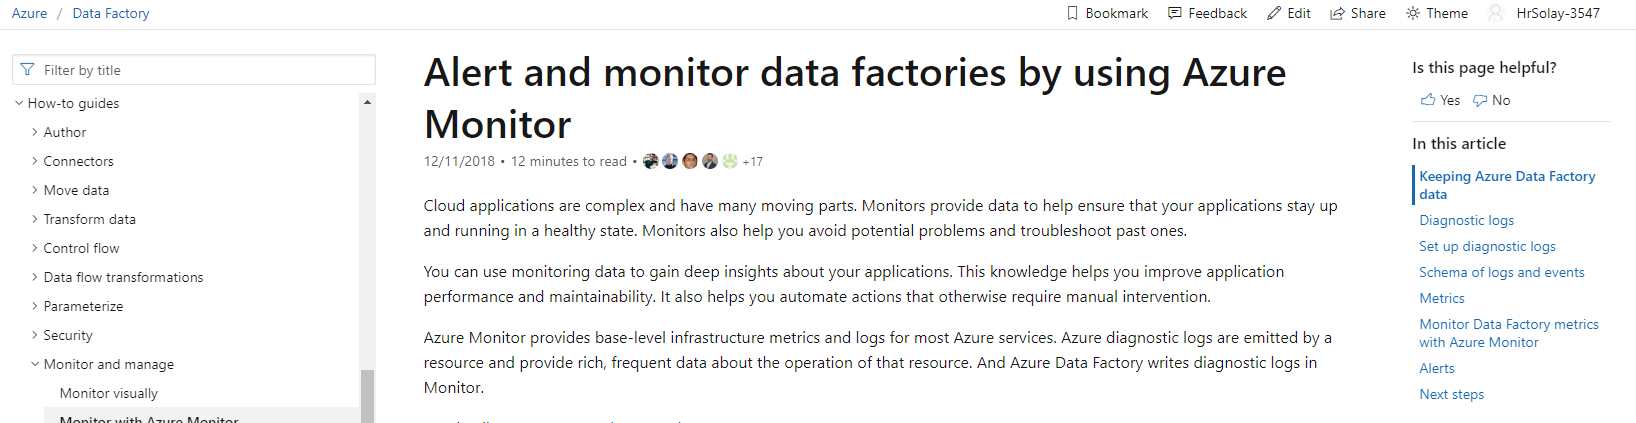 Azure / Data Factory
Bookmark Feedback Edit Share Theme HrSolay-3547
Filter by title
How-to guides
Author
Connectors
Move data
Transform data
Control flow
Data flow transformations
Parameterize
Security
Monitor and manage
Monitor visually
Monitor with Azure Monitor
Alert and monitor data factories by using Azure
Monitor
12/11/2018 • 12 minutes to read • +17
Cloud applications are complex and have many moving parts. Monitors provide data to help ensure that your applications stay up
and running in a healthy state. Monitors also help you avoid potential problems and troubleshoot past ones.
You can use monitoring data to gain deep insights about your applications. This knowledge helps you improve application
performance and maintainability. It also helps you automate actions that otherwise require manual intervention.
Azure Monitor provides base-level infrastructure metrics and logs for most Azure services. Azure diagnostic logs are emitted by a
resource and provide rich, frequent data about the operation of that resource. And Azure Data Factory writes diagnostic logs in
Monitor.
Is this page helpful?
Yes No
In this article
Keeping Azure Data Factory
data
Diagnostic logs
Set up diagnostic logs
Schema of logs and events
Metrics
Monitor Data Factory metrics
with Azure Monitor
Alerts
Next steps